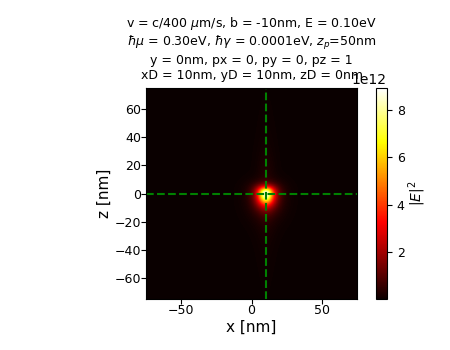 v = c/400 μm/s, b = -10nm, E = 0.10eV
ℏμ = 0.30eV, ℏγ = 0.0001eV, z_p=50nm
y = 0nm, px = 0, py = 0, pz = 1
xD = 10nm, yD = 10nm, zD = 0nm
1e12
z [nm]
60
40
20
0
−20
−40
−60
−50
0
50
x [nm]
8
6
4
2
|E|²